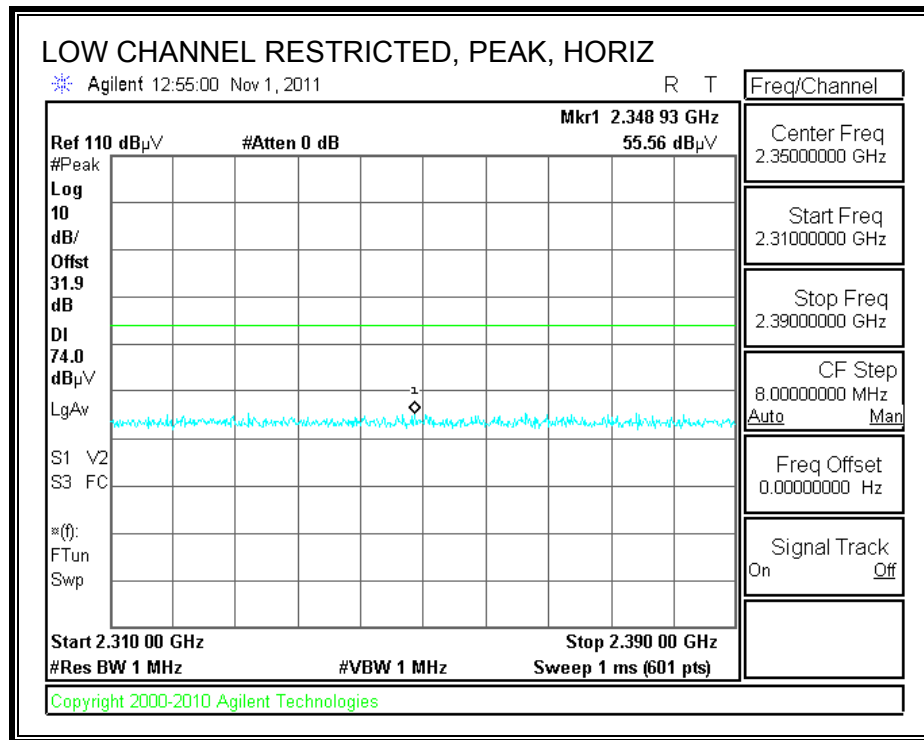 LOW CHANNEL RESTRICTED, PEAK, HORIZ
Agilent 12:55:00 Nov 1, 2011 R T
Mkr1 2.348 93 GHz
Ref 110 dBµV #Atten 0 dB 55.56 dBµV
#Peak
Log
10
dB/
Offst
31.9
dB
DI
74.0
dBµV
LgAv
1
S1 V2
S3 FC
¤(f):
FTun
Swp
Start 2.310 00 GHz Stop 2.390 00 GHz
#Res BW 1 MHz #VBW 1 MHz Sweep 1 ms (601 pts)
Freq/Channel
Center Freq
2.35000000 GHz
Start Freq
2.31000000 GHz
Stop Freq
2.39000000 GHz
CF Step
8.00000000 MHz
Auto Man
Freq Offset
0.00000000 Hz
Signal Track
On Off
Copyright 2000-2010 Agilent Technologies